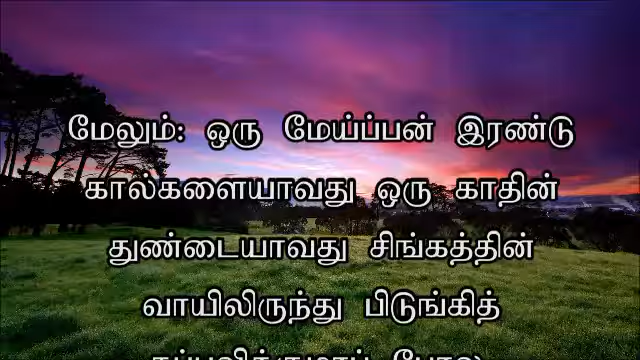 மேலும்: ஒரு மேய்ப்பன் இரண்டு
கால்களையாவது ஒரு காதின்
துண்டையாவது சிங்கத்தின்
வாயிலிருந்து பிடுங்கித்